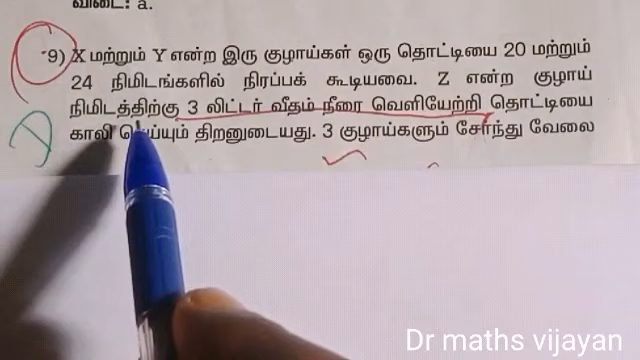 விடை: a.
9) X மற்றும் Y என்ற இரு குழாய்கள் ஒரு தொட்டியை 20 மற்றும்
24 நிமிடங்களில் நிரப்பக் கூடியவை. Z என்ற குழாய்
நிமிடத்திற்கு 3 லிட்டர் வீதம் நீரை வெளியேற்றி தொட்டியை
காலி செய்யும் திறனுடையது. 3 குழாய்களும் சேர்ந்து வேலை
Dr maths vijayan